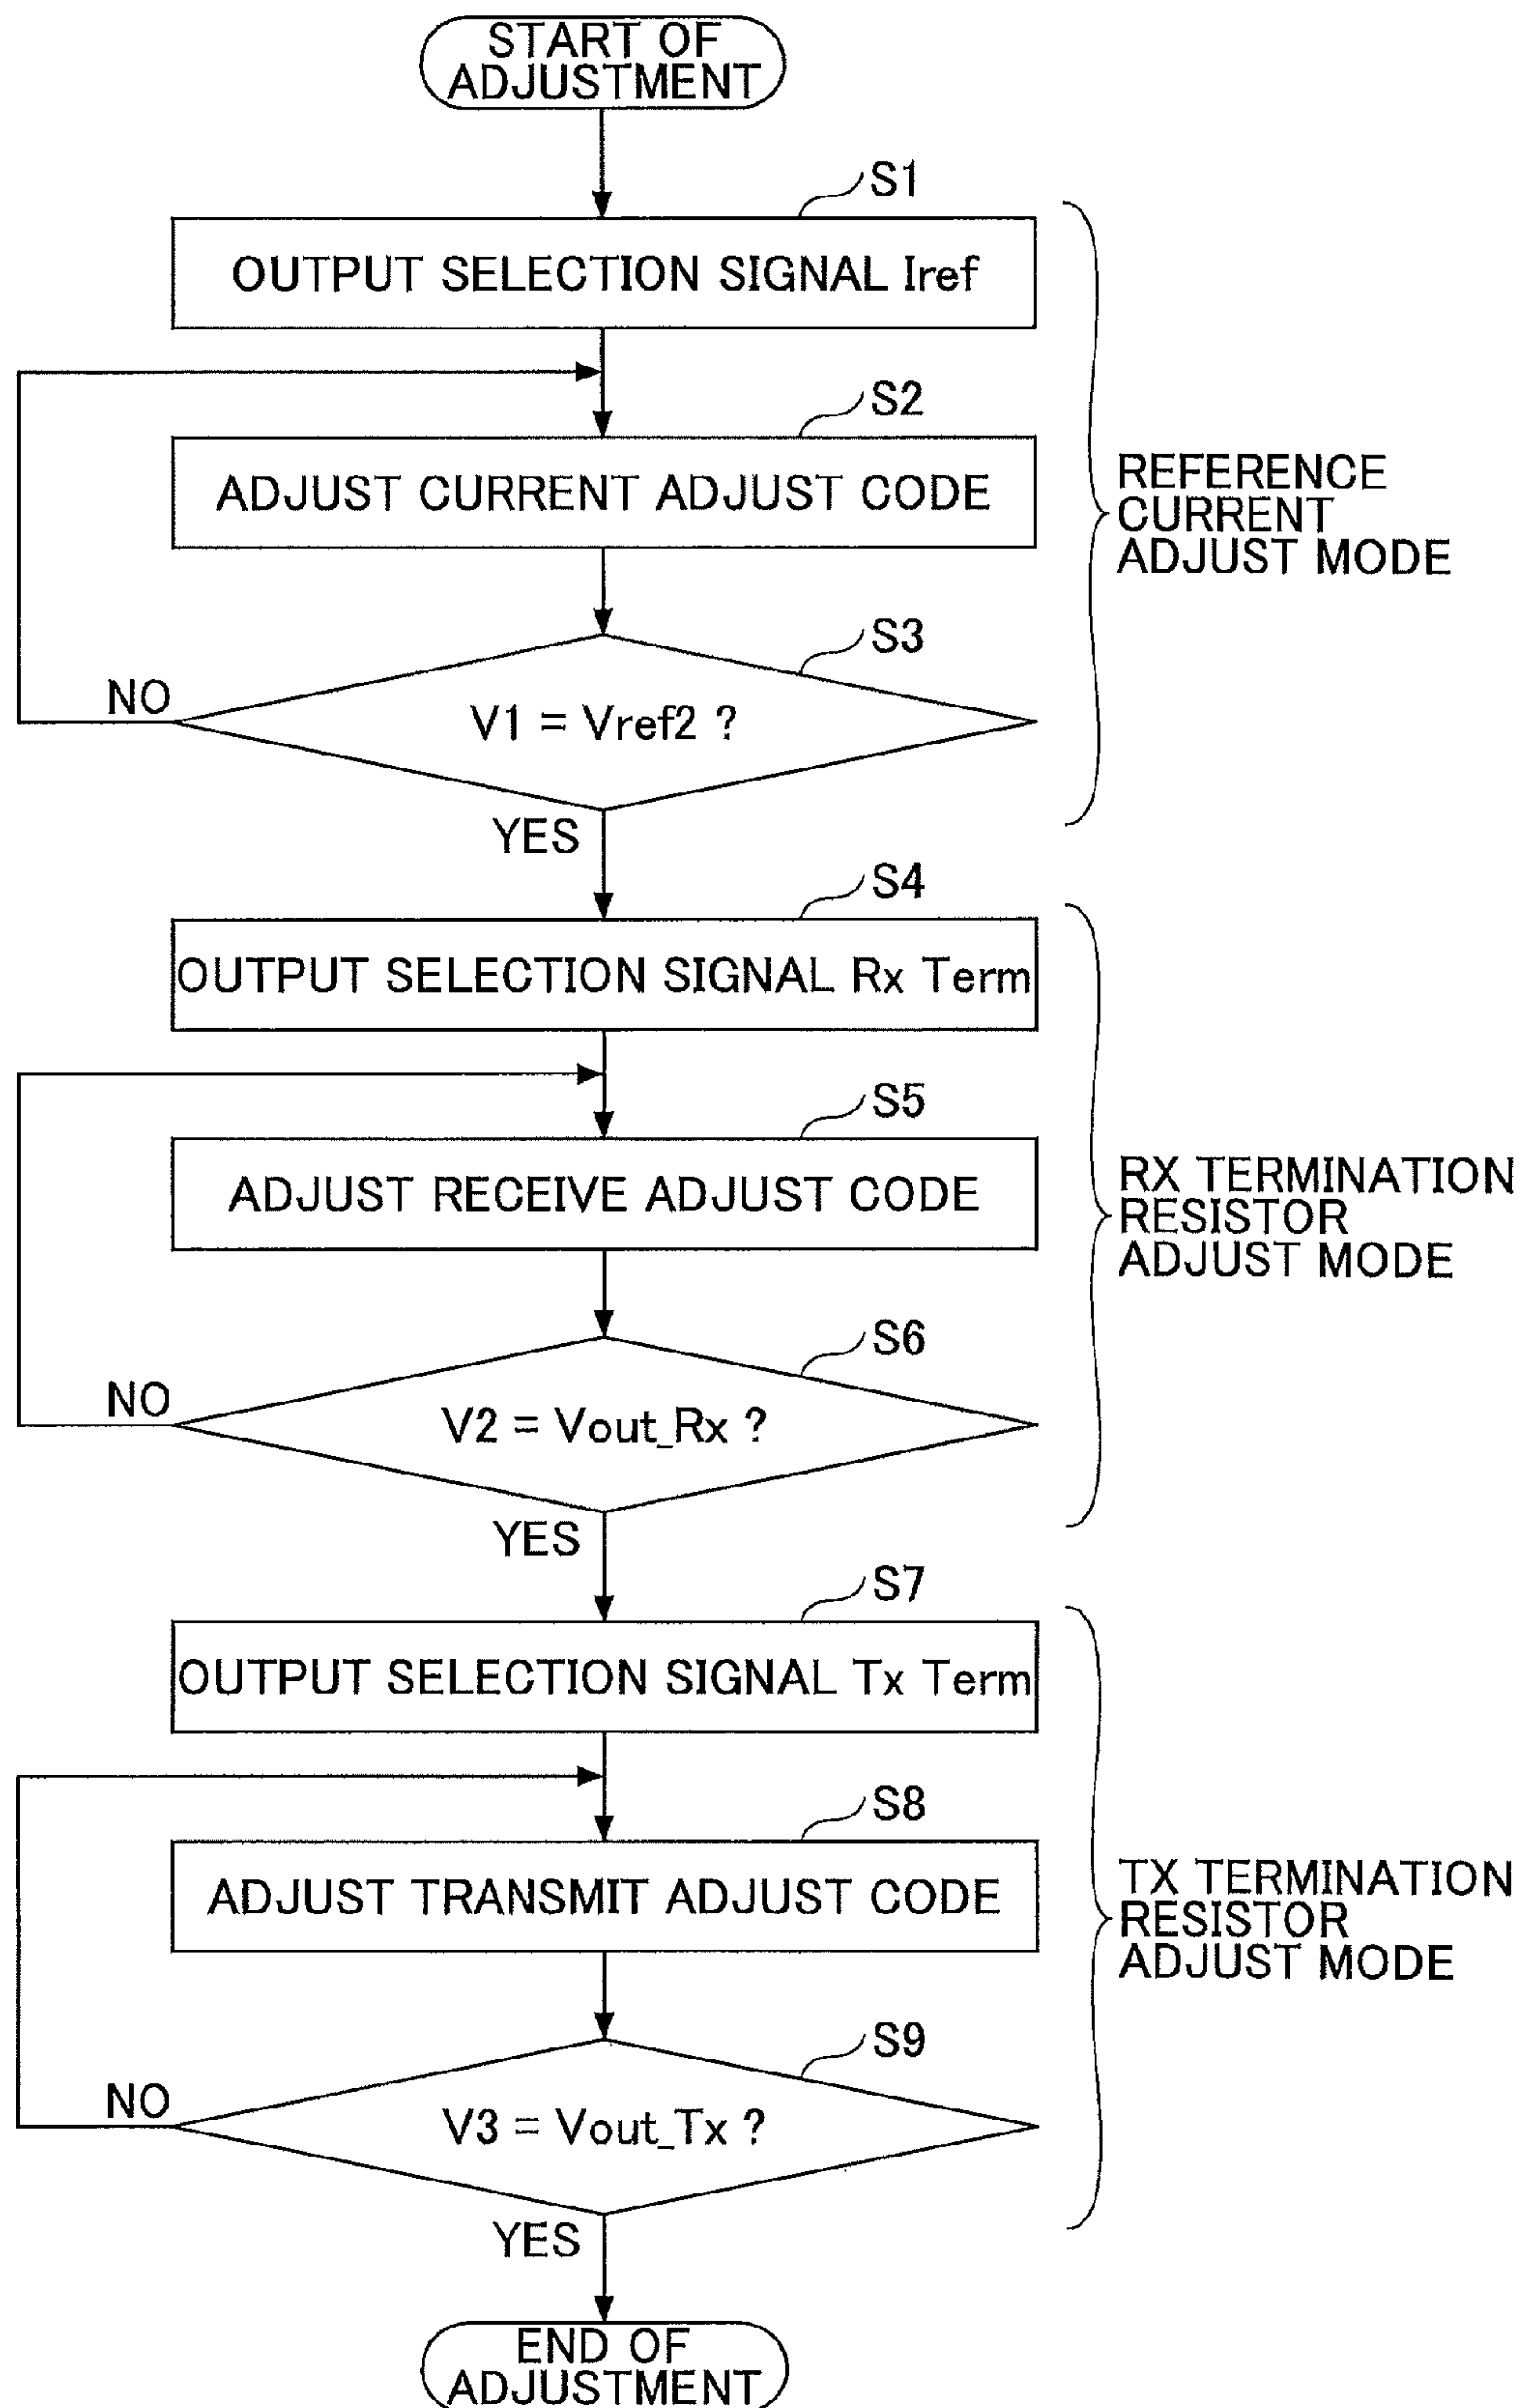 START OF
ADJUSTMENT
S1
OUTPUT SELECTION SIGNAL Iref
S2
ADJUST CURRENT ADJUST CODE
REFERENCE
CURRENT
ADJUST MODE
S3
NO
V1 = Vref2 ?
YES
S4
OUTPUT SELECTION SIGNAL Rx Term
S5
ADJUST RECEIVE ADJUST CODE
RX TERMINATION
RESISTOR
ADJUST MODE
S6
NO
V2 = Vout_Rx ?
YES
S7
OUTPUT SELECTION SIGNAL Tx Term
S8
ADJUST TRANSMIT ADJUST CODE
TX TERMINATION
RESISTOR
ADJUST MODE
S9
NO
V3 = Vout_Tx ?
YES
END OF
ADJUSTMENT